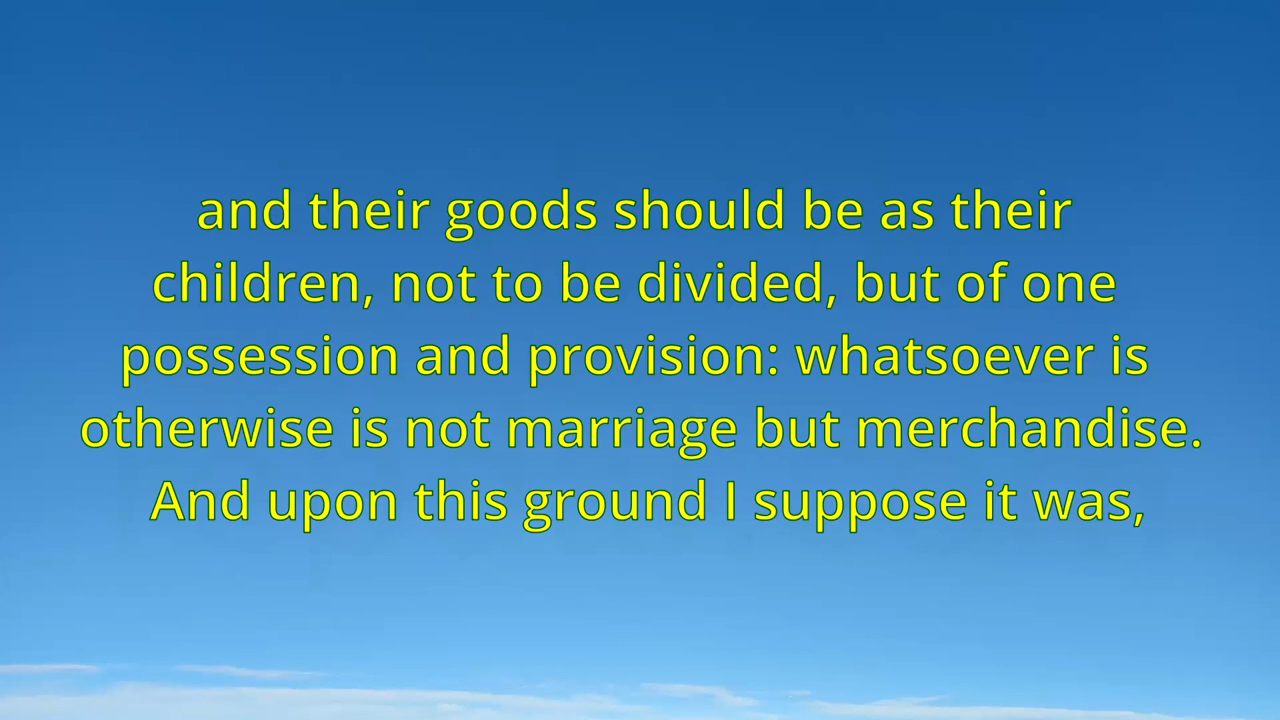 and their goods should be as their
children, not to be divided, but of one
possession and provision: whatsoever is
otherwise is not marriage but merchandise.
And upon this ground I suppose it was,